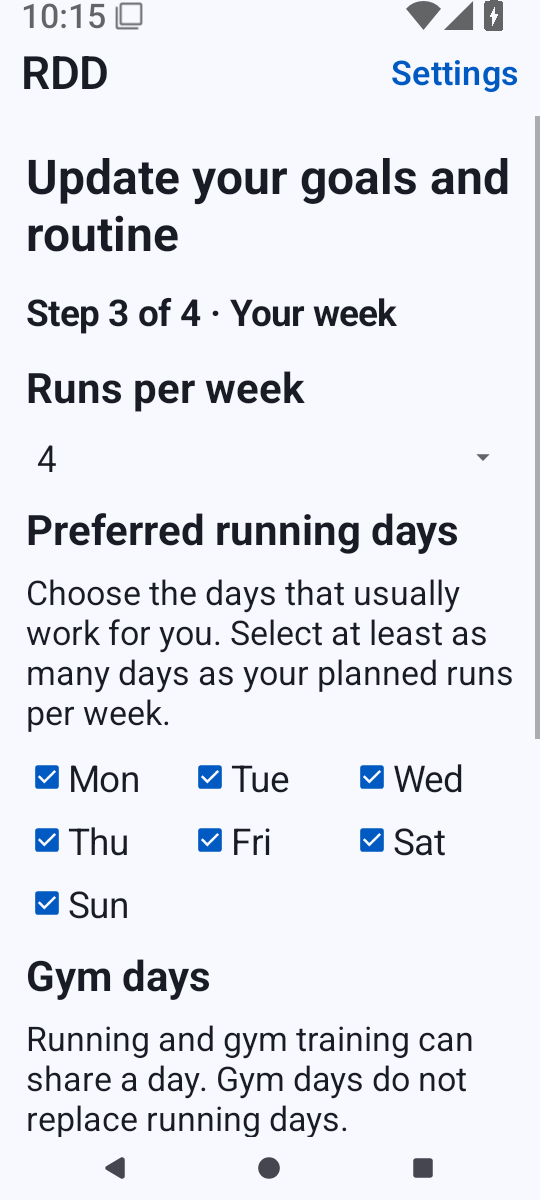 10:15
RDD
Settings
Update your goals and
routine
Step 3 of 4 · Your week
Runs per week
4
Preferred running days
Choose the days that usually
work for you. Select at least as
many days as your planned runs
per week.
Mon Tue Wed
Thu Fri Sat
Sun
Gym days
Running and gym training can
share a day. Gym days do not
replace running days.